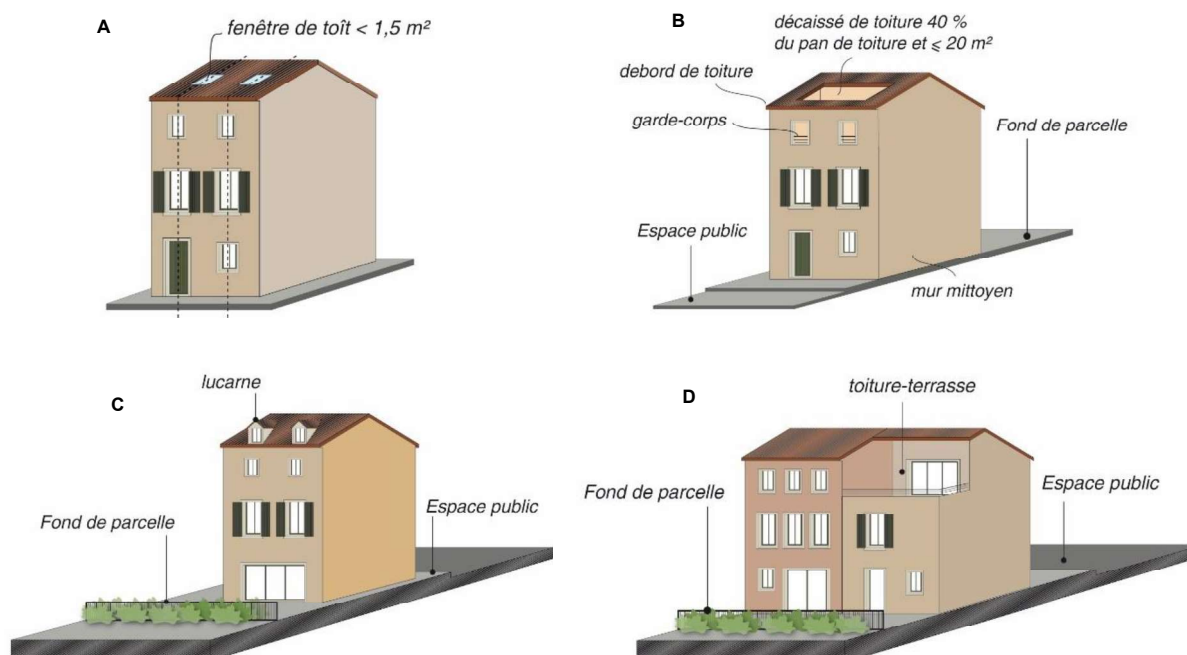 A
fenêtre de toît < 1,5 m²
B
décaissé de toiture 40 %
du pan de toiture et ⩽ 20 m²
debord de toiture
garde-corps
Fond de parcelle
Espace public
mur mittoyen
C
lucarne
Fond de parcelle
Espace public
D
toiture-terrasse
Fond de parcelle
Espace public